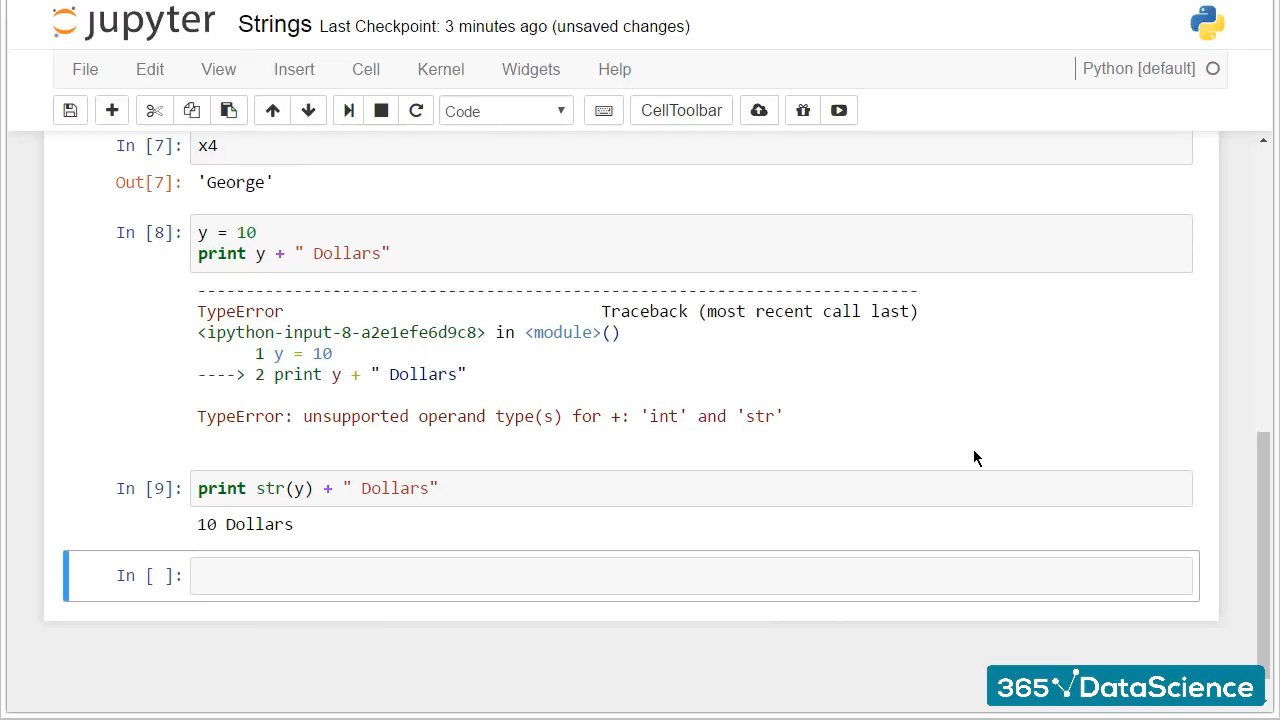 jupyter Strings Last Checkpoint: 3 minutes ago (unsaved changes)
File Edit View Insert Cell Kernel Widgets Help Python [default]
Code CellToolbar
In [7]: x4
Out[7]: 'George'
In [8]: y = 10
print y + " Dollars"
---------------------------------------------------------------------------
TypeError Traceback (most recent call last)
<ipython-input-8-a2e1efe6d9c8> in <module>()
1 y = 10
----> 2 print y + " Dollars"
TypeError: unsupported operand type(s) for +: 'int' and 'str'
In [9]: print str(y) + " Dollars"
10 Dollars
In [ ]:
365 DataScience